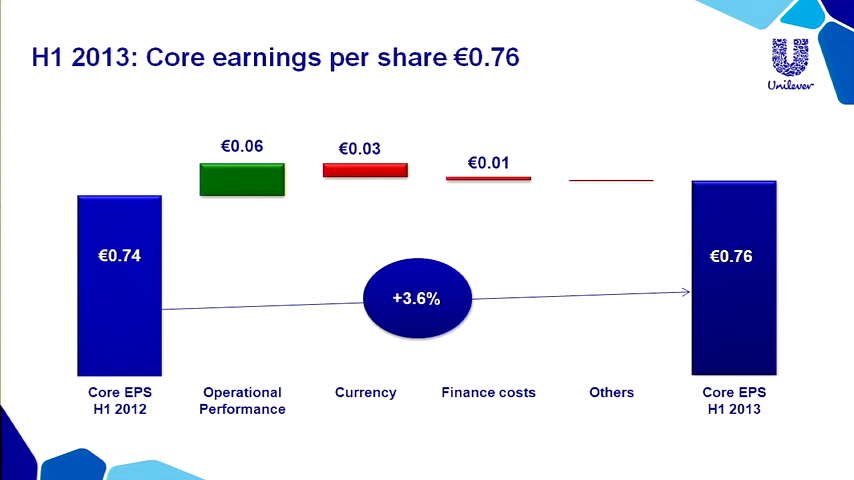 H1 2013: Core earnings per share €0.76
Unilever
€0.06
€0.03
€0.01
€0.74
€0.76
+3.6%
Core EPS
H1 2012
Operational
Performance
Currency
Finance costs
Others
Core EPS
H1 2013